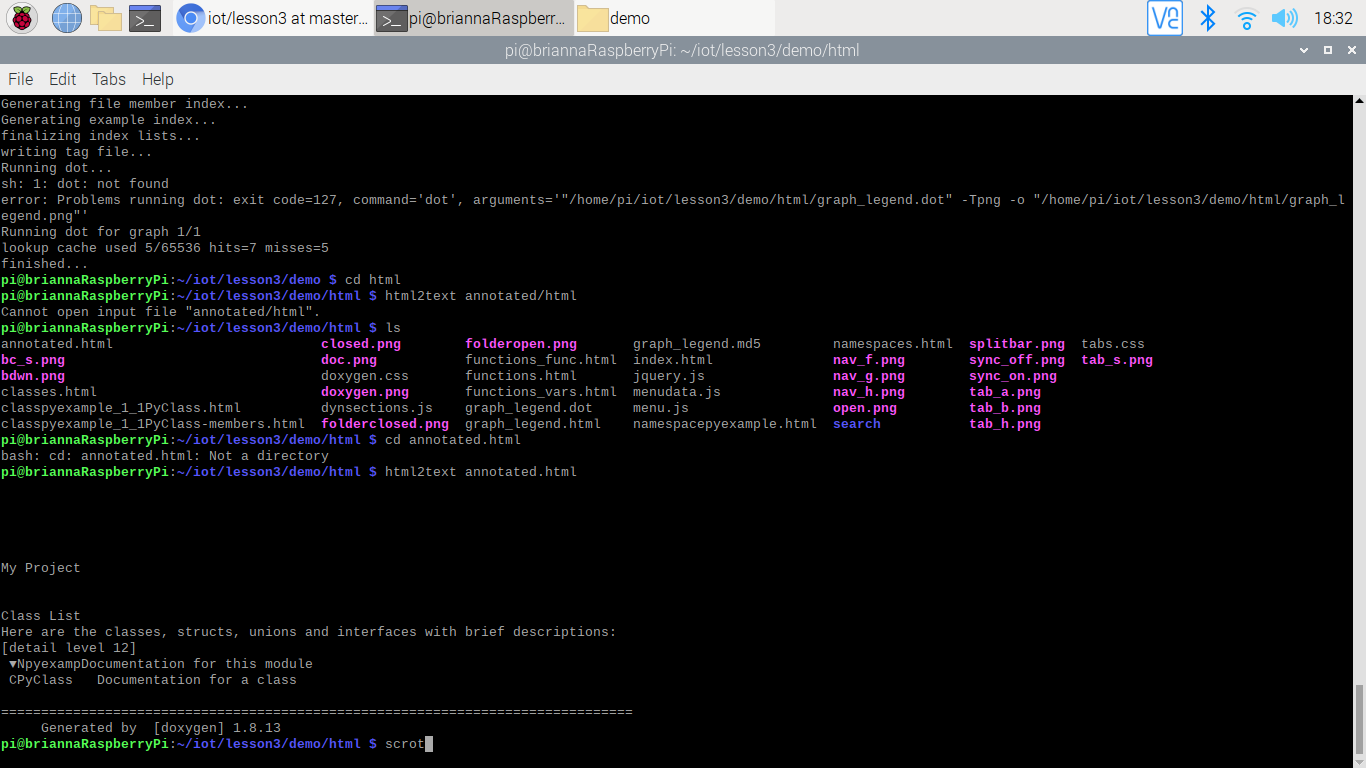 iot/lesson3 at master...
pi@briannaRaspberr...
demo
18:32
pi@briannaRaspberryPi: ~/iot/lesson3/demo/html
File Edit Tabs Help
Generating file member index...
Generating example index...
finalizing index lists...
writing tag file...
Running dot...
sh: 1: dot: not found
error: Problems running dot: exit code=127, command='dot', arguments='"/home/pi/iot/lesson3/demo/html/graph_legend.dot" -Tpng -o "/home/pi/iot/lesson3/demo/html/graph_l
egend.png"'
Running dot for graph 1/1
lookup cache used 5/65536 hits=7 misses=5
finished...
pi@briannaRaspberryPi:~/iot/lesson3/demo $ cd html
pi@briannaRaspberryPi:~/iot/lesson3/demo/html $ html2text annotated/html
Cannot open input file "annotated/html".
pi@briannaRaspberryPi:~/iot/lesson3/demo/html $ ls
annotated.html closed.png folderopen.png graph_legend.md5 namespaces.html splitbar.png tabs.css
bc_s.png doc.png functions_func.html index.html nav_f.png sync_off.png tab_s.png
bdwn.png doxygen.css functions.html jquery.js nav_g.png sync_on.png
classes.html doxygen.png functions_vars.html menudata.js nav_h.png tab_a.png
classpyexample_1_1PyClass.html dynsections.js graph_legend.dot menu.js open.png tab_b.png
classpyexample_1_1PyClass-members.html folderclosed.png graph_legend.html namespacepyexample.html search tab_h.png
pi@briannaRaspberryPi:~/iot/lesson3/demo/html $ cd annotated.html
bash: cd: annotated.html: Not a directory
pi@briannaRaspberryPi:~/iot/lesson3/demo/html $ html2text annotated.html
My Project
Class List
Here are the classes, structs, unions and interfaces with brief descriptions:
[detail level 12]
▼NpyexampDocumentation for this module
CPyClass Documentation for a class
===============================================================================
Generated by [doxygen] 1.8.13
pi@briannaRaspberryPi:~/iot/lesson3/demo/html $ scrot